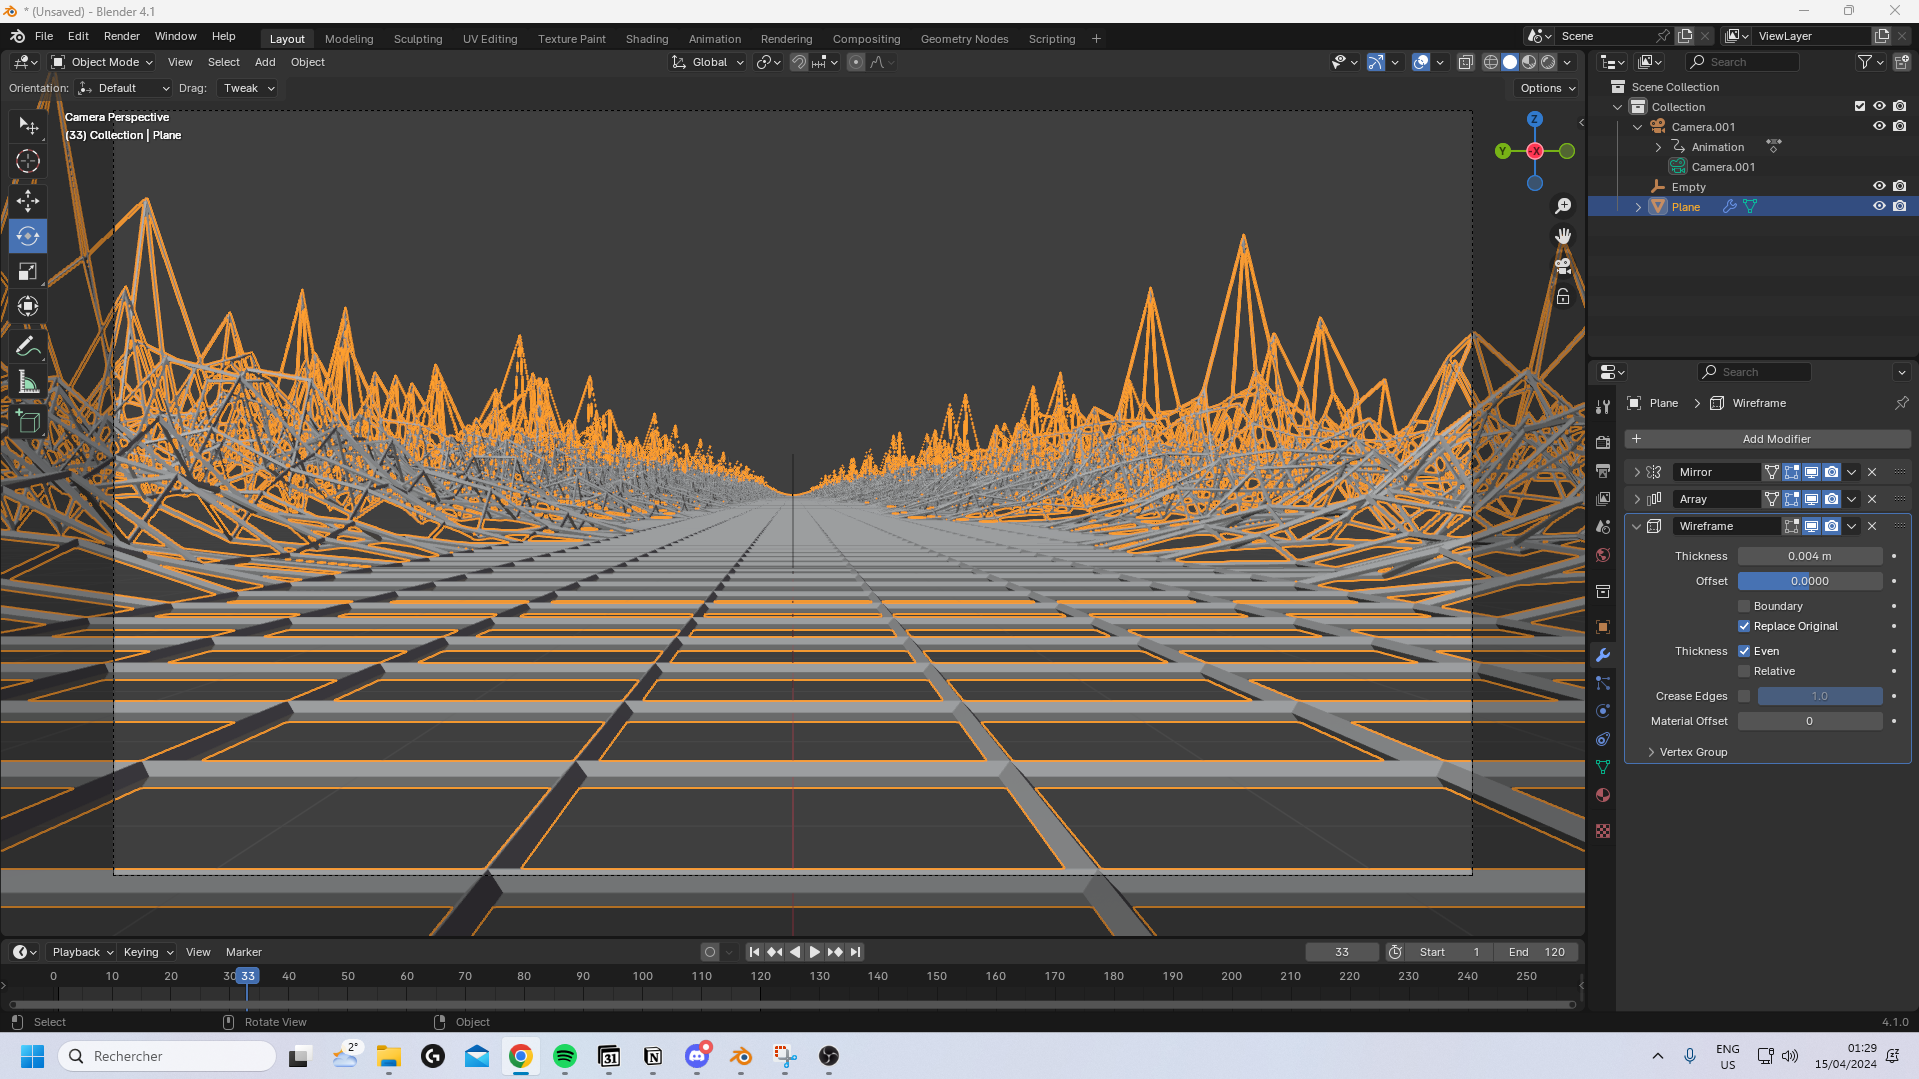 * (Unsaved) - Blender 4.1
File Edit Render Window Help Layout Modeling Sculpting UV Editing Texture Paint Shading Animation Rendering Compositing Geometry Nodes Scripting + Scene ViewLayer
Object Mode View Select Add Object Global Search
Orientation: Default Drag: Tweak Options
Scene Collection
Collection
Camera.001
Animation
Camera.001
Empty
Plane
Camera Perspective
(33) Collection | Plane
Z
Y
-X
Search
Plane > Wireframe
+ Add Modifier
Mirror
Array
Wireframe
Thickness 0.004 m
Offset 0.0000
Boundary
Replace Original
Thickness Even
Relative
Crease Edges 1.0
Material Offset 0
Vertex Group
Playback Keying View Marker 33 Start 1 End 120
0 10 20 30 33 40 50 60 70 80 90 100 110 120 130 140 150 160 170 180 190 200 210 220 230 240 250
Select Rotate View Object 4.1.0
Rechercher 2° 31 ENG US 01:29 15/04/2024